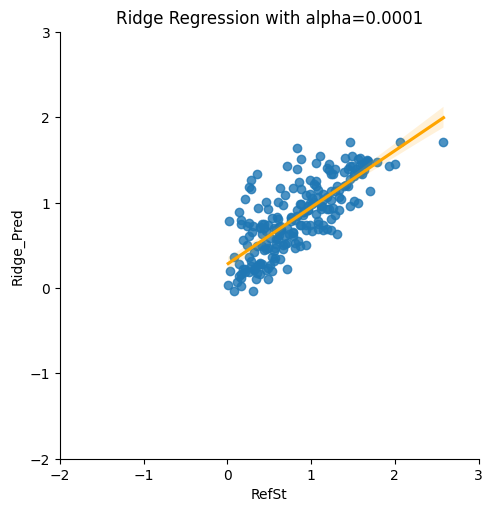 Ridge Regression with alpha=0.0001
3
2
1
0
−1
−2
Ridge_Pred
−2 −1 0 1 2 3
RefSt